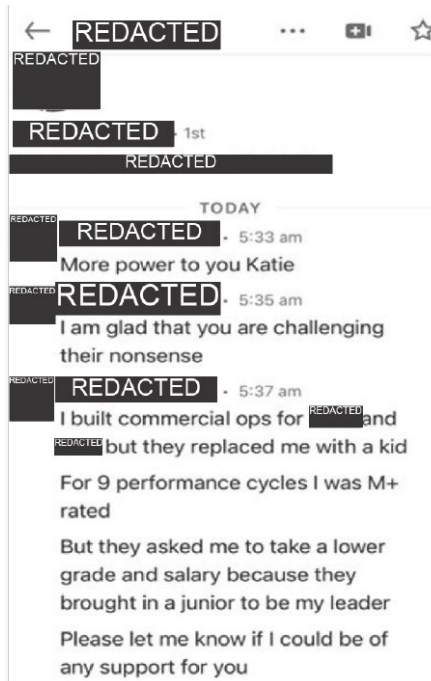 REDACTED
REDACTED
REDACTED · 1st
REDACTED
TODAY
REDACTED
REDACTED · 5:33 am
More power to you Katie
REDACTED
REDACTED · 5:35 am
I am glad that you are challenging
their nonsense
REDACTED
REDACTED · 5:37 am
I built commercial ops for REDACTED and
REDACTED but they replaced me with a kid
For 9 performance cycles I was M+
rated
But they asked me to take a lower
grade and salary because they
brought in a junior to be my leader
Please let me know if I could be of
any support for you